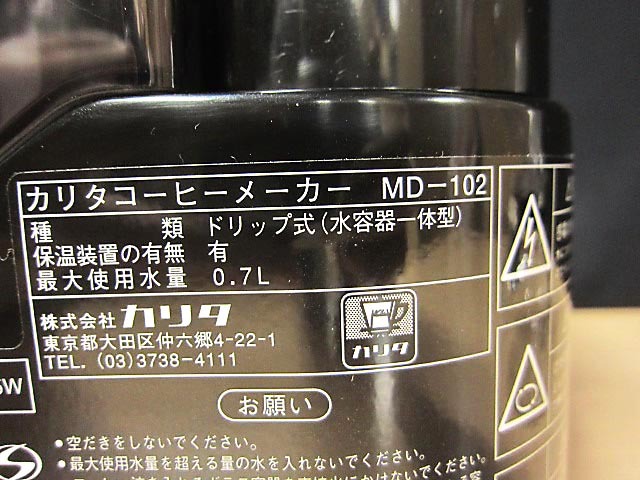 カリタコーヒーメーカー MD-102
種 類 ドリップ式(水容器一体型)
保温装置の有無 有
最大使用水量 0.7L
株式会社カリタ
東京都大田区仲六郷4-22-1
TEL. (03)3738-4111
カリタ
W
お願い
•空だきをしないでください。
•最大使用水量を超える量の水を入れないでください。